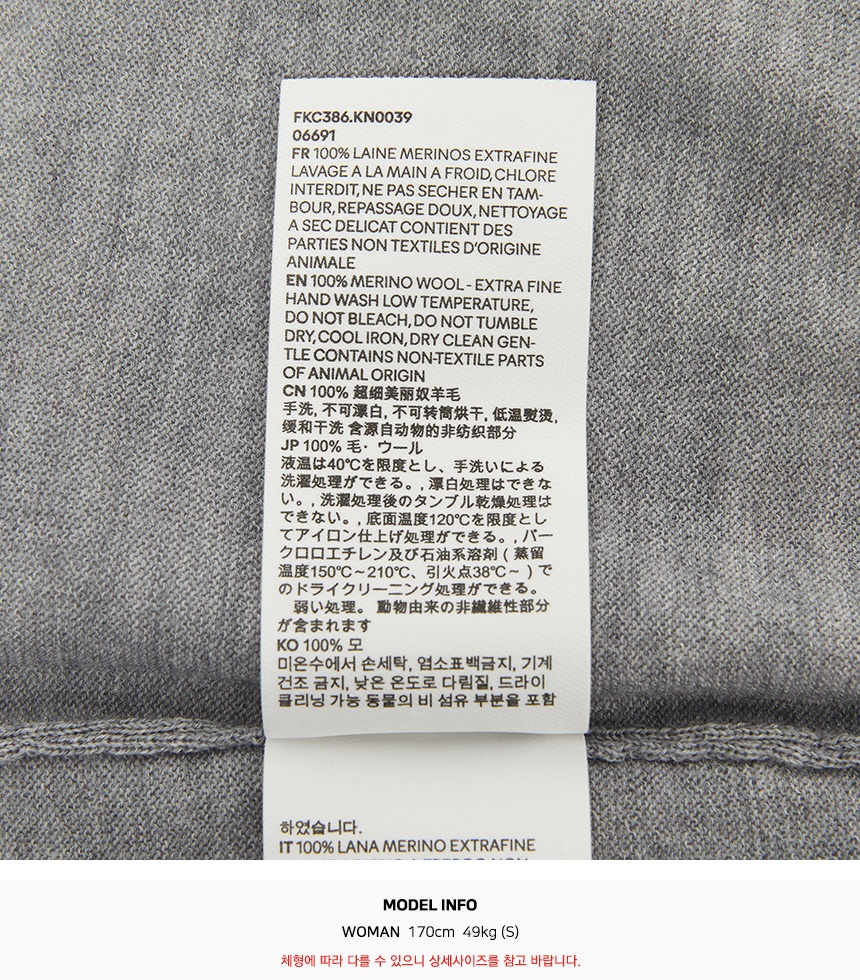 FKC386.KN0039
06691
FR 100% LAINE MERINOS EXTRAFINE
LAVAGE A LA MAIN A FROID, CHLORE
INTERDIT, NE PAS SECHER EN TAM-
BOUR, REPASSAGE DOUX, NETTOYAGE
A SEC DELICAT CONTIENT DES
PARTIES NON TEXTILES D'ORIGINE
ANIMALE
EN 100% MERINO WOOL - EXTRA FINE
HAND WASH LOW TEMPERATURE,
DO NOT BLEACH, DO NOT TUMBLE
DRY, COOL IRON, DRY CLEAN GEN-
TLE CONTAINS NON-TEXTILE PARTS
OF ANIMAL ORIGIN
CN 100% 超细美丽奴羊毛
手洗, 不可漂白, 不可转筒烘干, 低温熨烫,
缓和干洗 含源自动物的非纺织部分
JP 100% 毛・ウール
液温は40℃を限度とし、手洗いによる
洗濯処理ができる。, 漂白処理はできな
い。, 洗濯処理後のタンブル乾燥処理は
できない。, 底面温度120℃を限度とし
てアイロン仕上げ処理ができる。, パー
クロロエチレン及び石油系溶剤（蒸留
温度150℃～210℃、引火点38℃～）で
のドライクリーニング処理ができる。
弱い処理。 動物由来の非繊維性部分
が含まれます
KO 100% 모
미온수에서 손세탁, 염소표백금지, 기계
건조 금지, 낮은 온도로 다림질, 드라이
클리닝 가능 동물의 비 섬유 부분을 포함
하였습니다.
IT 100% LANA MERINO EXTRAFINE
MODEL INFO
WOMAN 170cm 49kg (S)
체형에 따라 다를 수 있으니 상세사이즈를 참고 바랍니다.